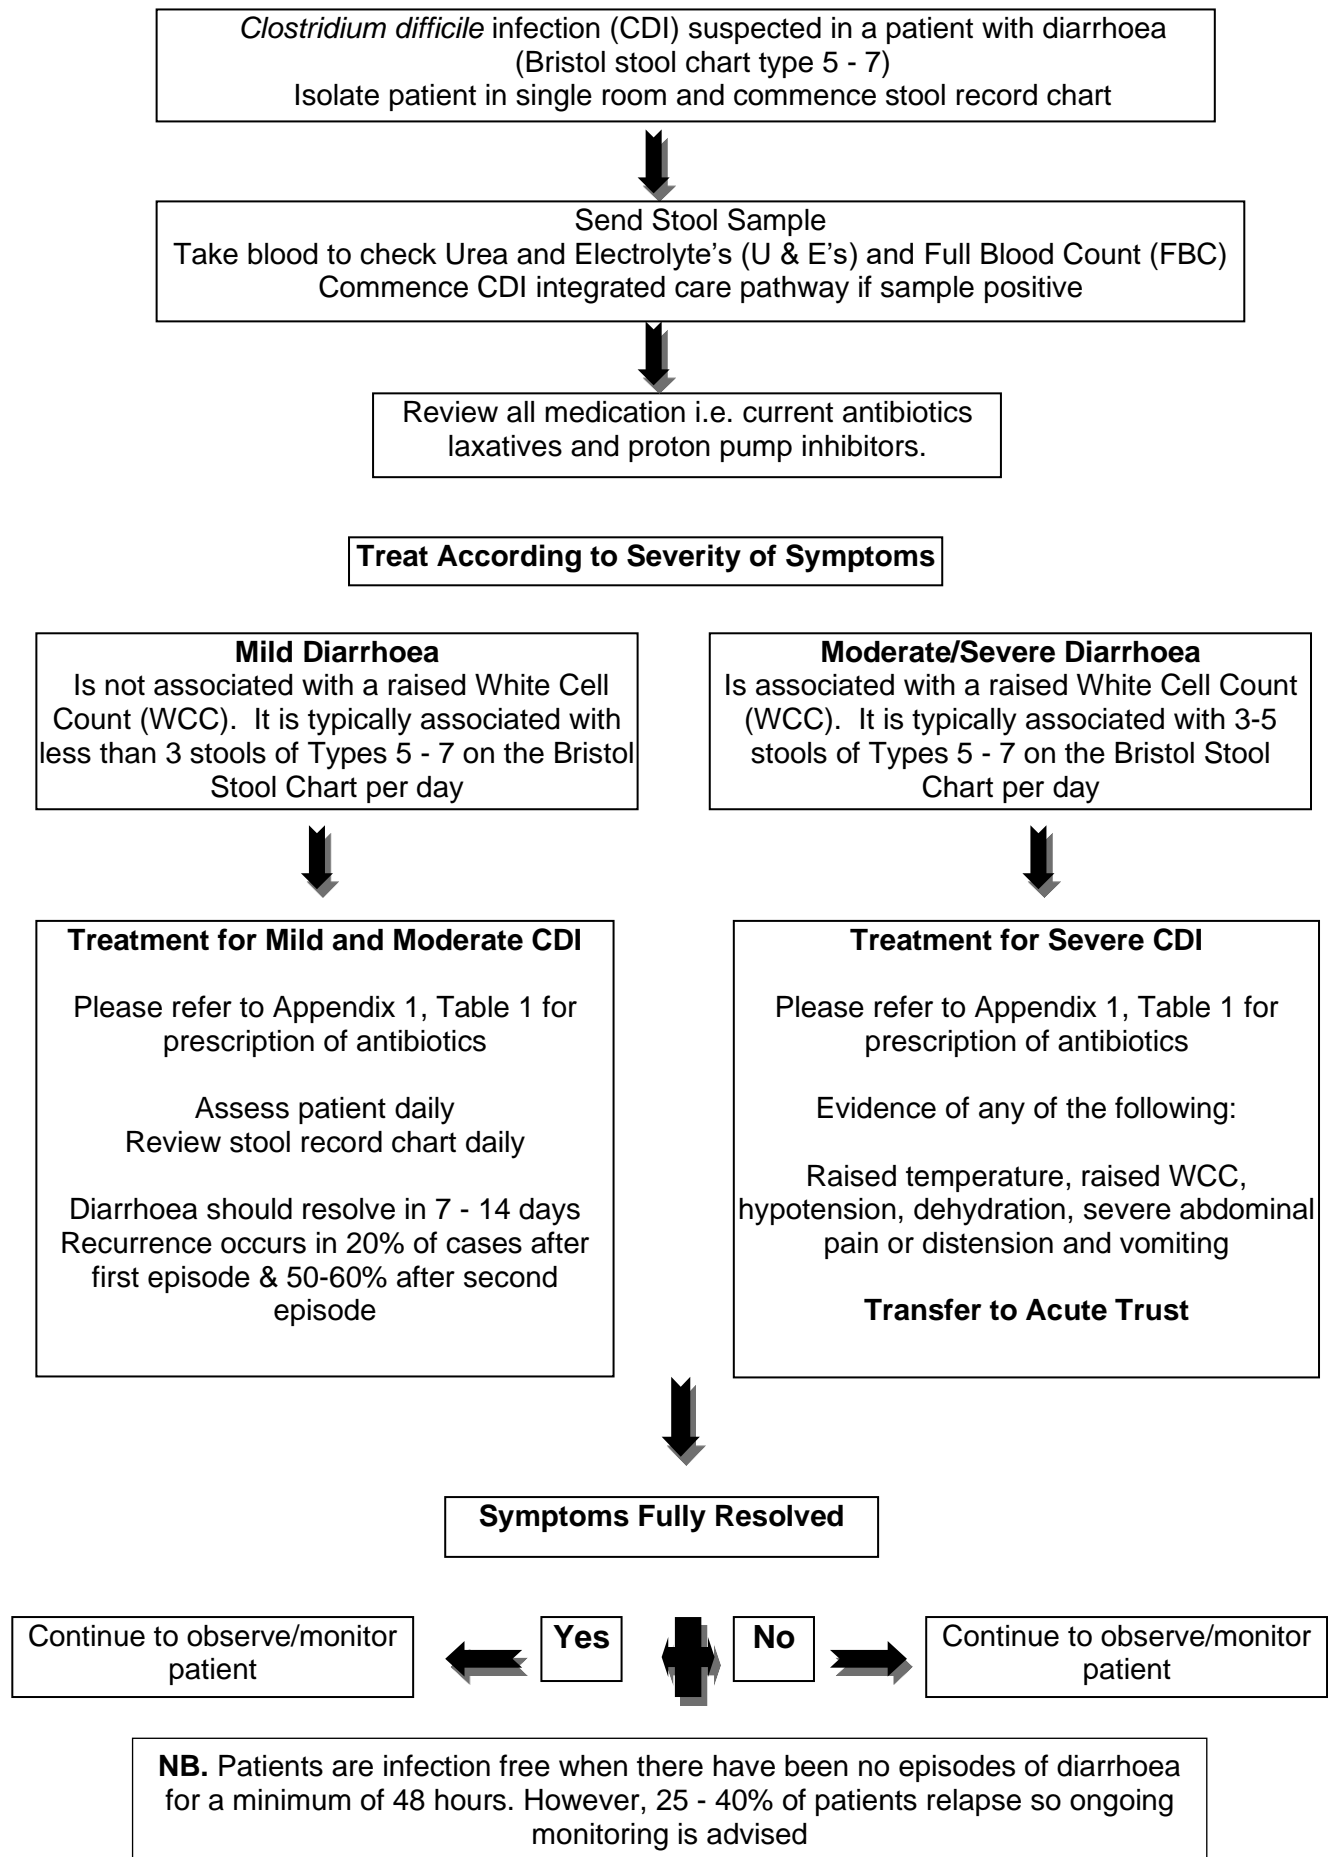 Clostridium difficile infection (CDI) suspected in a patient with diarrhoea
(Bristol stool chart type 5 - 7)
Isolate patient in single room and commence stool record chart
Send Stool Sample
Take blood to check Urea and Electrolyte's (U & E's) and Full Blood Count (FBC)
Commence CDI integrated care pathway if sample positive
Review all medication i.e. current antibiotics
laxatives and proton pump inhibitors.
Treat According to Severity of Symptoms
Mild Diarrhoea
Is not associated with a raised White Cell
Count (WCC).  It is typically associated with
less than 3 stools of Types 5 - 7 on the Bristol
Stool Chart per day
Moderate/Severe Diarrhoea
Is associated with a raised White Cell Count
(WCC).  It is typically associated with 3-5
stools of Types 5 - 7 on the Bristol Stool
Chart per day
Treatment for Mild and Moderate CDI
Please refer to Appendix 1, Table 1 for
prescription of antibiotics
Assess patient daily
Review stool record chart daily
Diarrhoea should resolve in 7 - 14 days
Recurrence occurs in 20% of cases after
first episode & 50-60% after second
episode
Treatment for Severe CDI
Please refer to Appendix 1, Table 1 for
prescription of antibiotics
Evidence of any of the following:
Raised temperature, raised WCC,
hypotension, dehydration, severe abdominal
pain or distension and vomiting
Transfer to Acute Trust
Symptoms Fully Resolved
Continue to observe/monitor
patient
Yes
No
Continue to observe/monitor
patient
NB. Patients are infection free when there have been no episodes of diarrhoea
for a minimum of 48 hours. However, 25 - 40% of patients relapse so ongoing
monitoring is advised